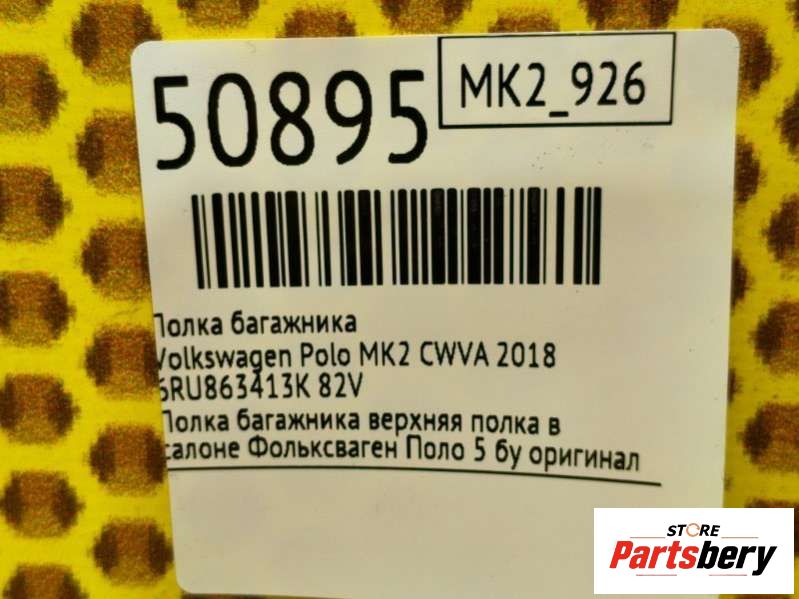 50895
MK2_926
Полка багажника
Volkswagen Polo MK2 CWVA 2018
6RU863413K 82V
Полка багажника верхняя полка в
салоне Фольксваген Поло 5 бу оригинал
STORE
Partsbery